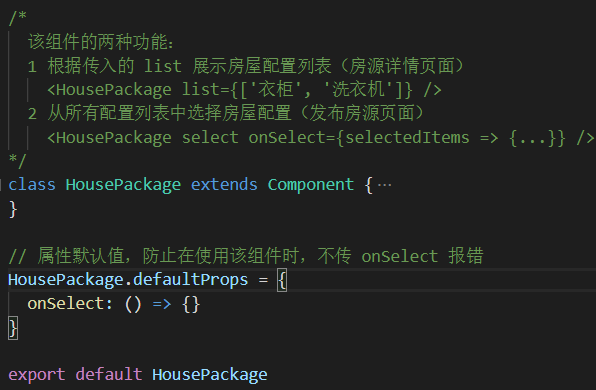 /*
该组件的两种功能：
1 根据传入的 list 展示房屋配置列表（房源详情页面）
<HousePackage list={['衣柜', '洗衣机']} />
2 从所有配置列表中选择房屋配置（发布房源页面）
<HousePackage select onSelect={selectedItems => {...}} />
*/
class HousePackage extends Component {⋯
}
// 属性默认值，防止在使用该组件时，不传 onSelect 报错
HousePackage.defaultProps = {
onSelect: () => {}
}
export default HousePackage